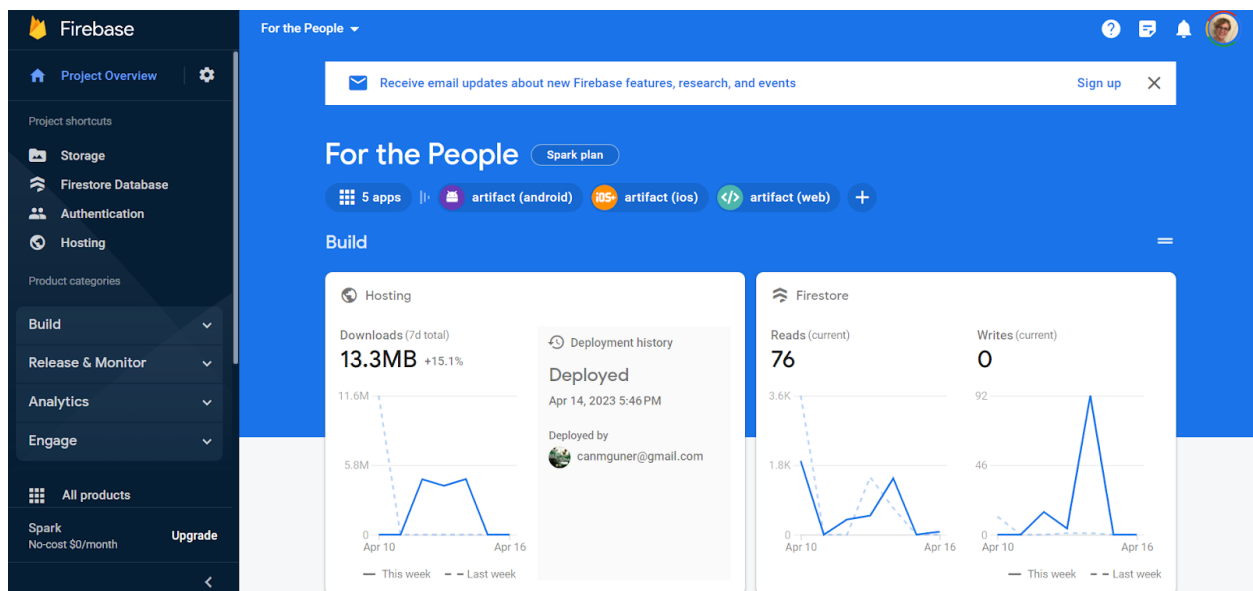 Firebase
For the People
Project Overview
Receive email updates about new Firebase features, research, and events
Sign up
Project shortcuts
Storage
Firestore Database
Authentication
Hosting
Product categories
Build
Release & Monitor
Analytics
Engage
All products
Spark
No-cost $0/month
Upgrade
For the People
Spark plan
5 apps
artifact (android)
iOS+
artifact (ios)
artifact (web)
Build
Hosting
Downloads (7d total)
13.3MB +15.1%
11.6M
5.8M
0
Apr 10
Apr 16
This week
Last week
Deployment history
Deployed
Apr 14, 2023 5:46 PM
Deployed by
canmguner@gmail.com
Firestore
Reads (current)
76
3.6K
1.8K
0
Apr 10
Apr 16
Writes (current)
0
92
46
0
Apr 10
Apr 16
This week
Last week